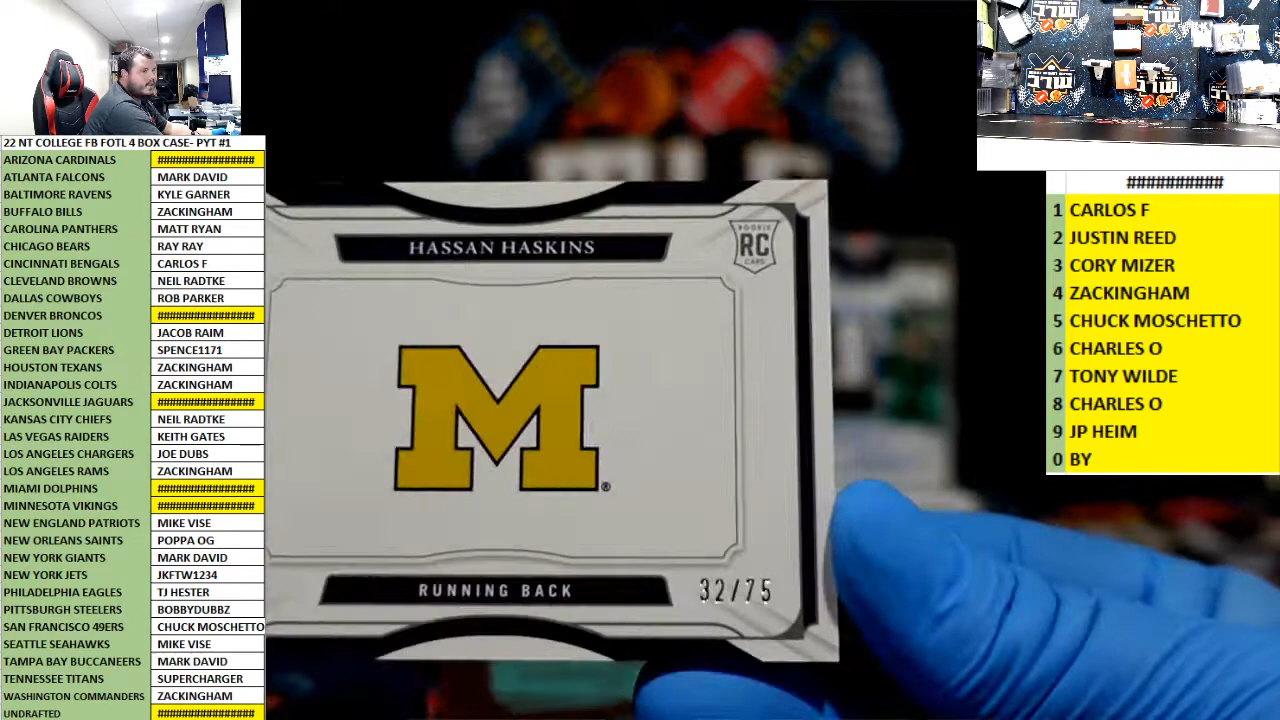 22 NT COLLEGE FB FOTL 4 BOX CASE- PYT #1
ARIZONA CARDINALS ################
ATLANTA FALCONS MARK DAVID
BALTIMORE RAVENS KYLE GARNER
BUFFALO BILLS ZACKINGHAM
CAROLINA PANTHERS MATT RYAN
CHICAGO BEARS RAY RAY
CINCINNATI BENGALS CARLOS F
CLEVELAND BROWNS NEIL RADTKE
DALLAS COWBOYS ROB PARKER
DENVER BRONCOS ################
DETROIT LIONS JACOB RAIM
GREEN BAY PACKERS SPENCE1171
HOUSTON TEXANS ZACKINGHAM
INDIANAPOLIS COLTS ZACKINGHAM
JACKSONVILLE JAGUARS ################
KANSAS CITY CHIEFS NEIL RADTKE
LAS VEGAS RAIDERS KEITH GATES
LOS ANGELES CHARGERS JOE DUBS
LOS ANGELES RAMS ZACKINGHAM
MIAMI DOLPHINS ################
MINNESOTA VIKINGS ################
NEW ENGLAND PATRIOTS MIKE VISE
NEW ORLEANS SAINTS POPPA OG
NEW YORK GIANTS MARK DAVID
NEW YORK JETS JKFTW1234
PHILADELPHIA EAGLES TJ HESTER
PITTSBURGH STEELERS BOBBYDUBBZ
SAN FRANCISCO 49ERS CHUCK MOSCHETTO
SEATTLE SEAHAWKS MIKE VISE
TAMPA BAY BUCCANEERS MARK DAVID
TENNESSEE TITANS SUPERCHARGER
WASHINGTON COMMANDERS ZACKINGHAM
UNDRAFTED ################
HASSAN HASKINS
ROOKIE
RC
CARD
M
®
RUNNING BACK
32/75
##########
1 CARLOS F
2 JUSTIN REED
3 CORY MIZER
4 ZACKINGHAM
5 CHUCK MOSCHETTO
6 CHARLES O
7 TONY WILDE
8 CHARLES O
9 JP HEIM
0 BY